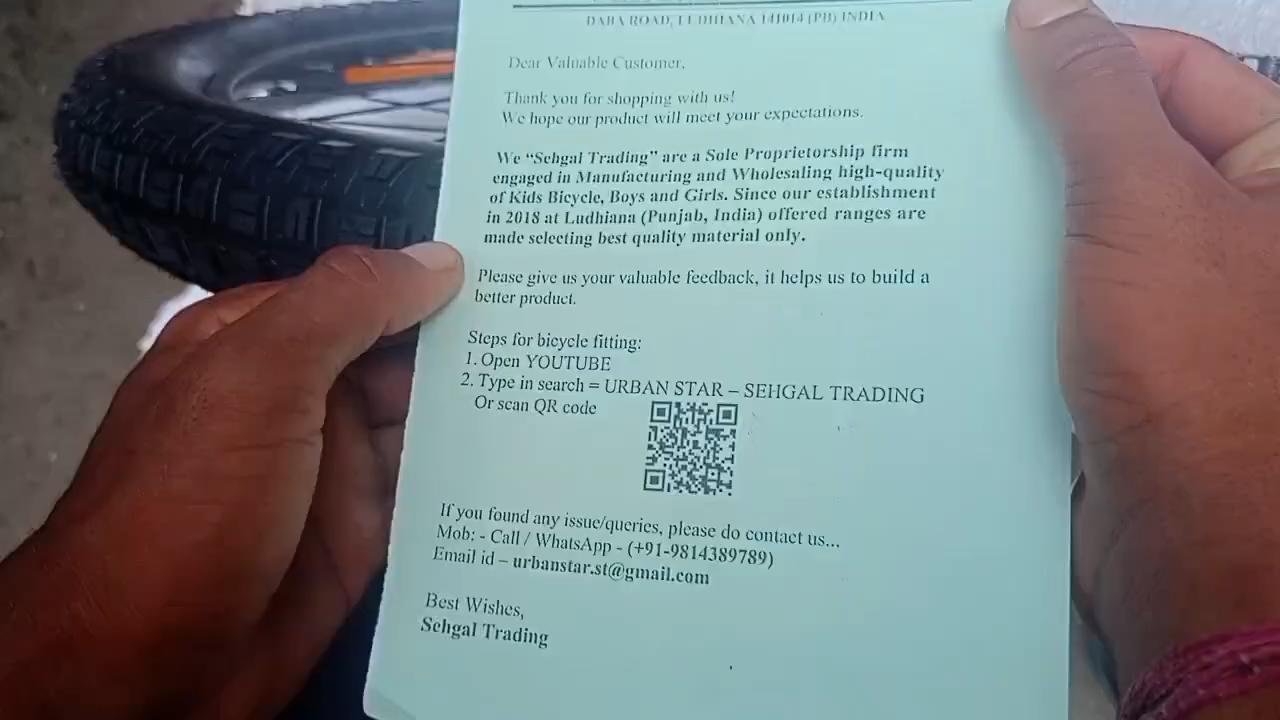 DABA ROAD, LUDHIANA 141014 (PB) INDIA
Dear Valuable Customer,
Thank you for shopping with us!
We hope our product will meet your expectations.
We “Sehgal Trading” are a Sole Proprietorship firm
engaged in Manufacturing and Wholesaling high-quality
of Kids Bicycle, Boys and Girls. Since our establishment
in 2018 at Ludhiana (Punjab, India) offered ranges are
made selecting best quality material only.
Please give us your valuable feedback, it helps us to build a
better product.
Steps for bicycle fitting:
1. Open YOUTUBE
2. Type in search = URBAN STAR – SEHGAL TRADING
Or scan QR code
If you found any issue/queries, please do contact us...
Mob: - Call / WhatsApp - (+91-9814389789)
Email id – urbanstar.st@gmail.com
Best Wishes,
Sehgal Trading